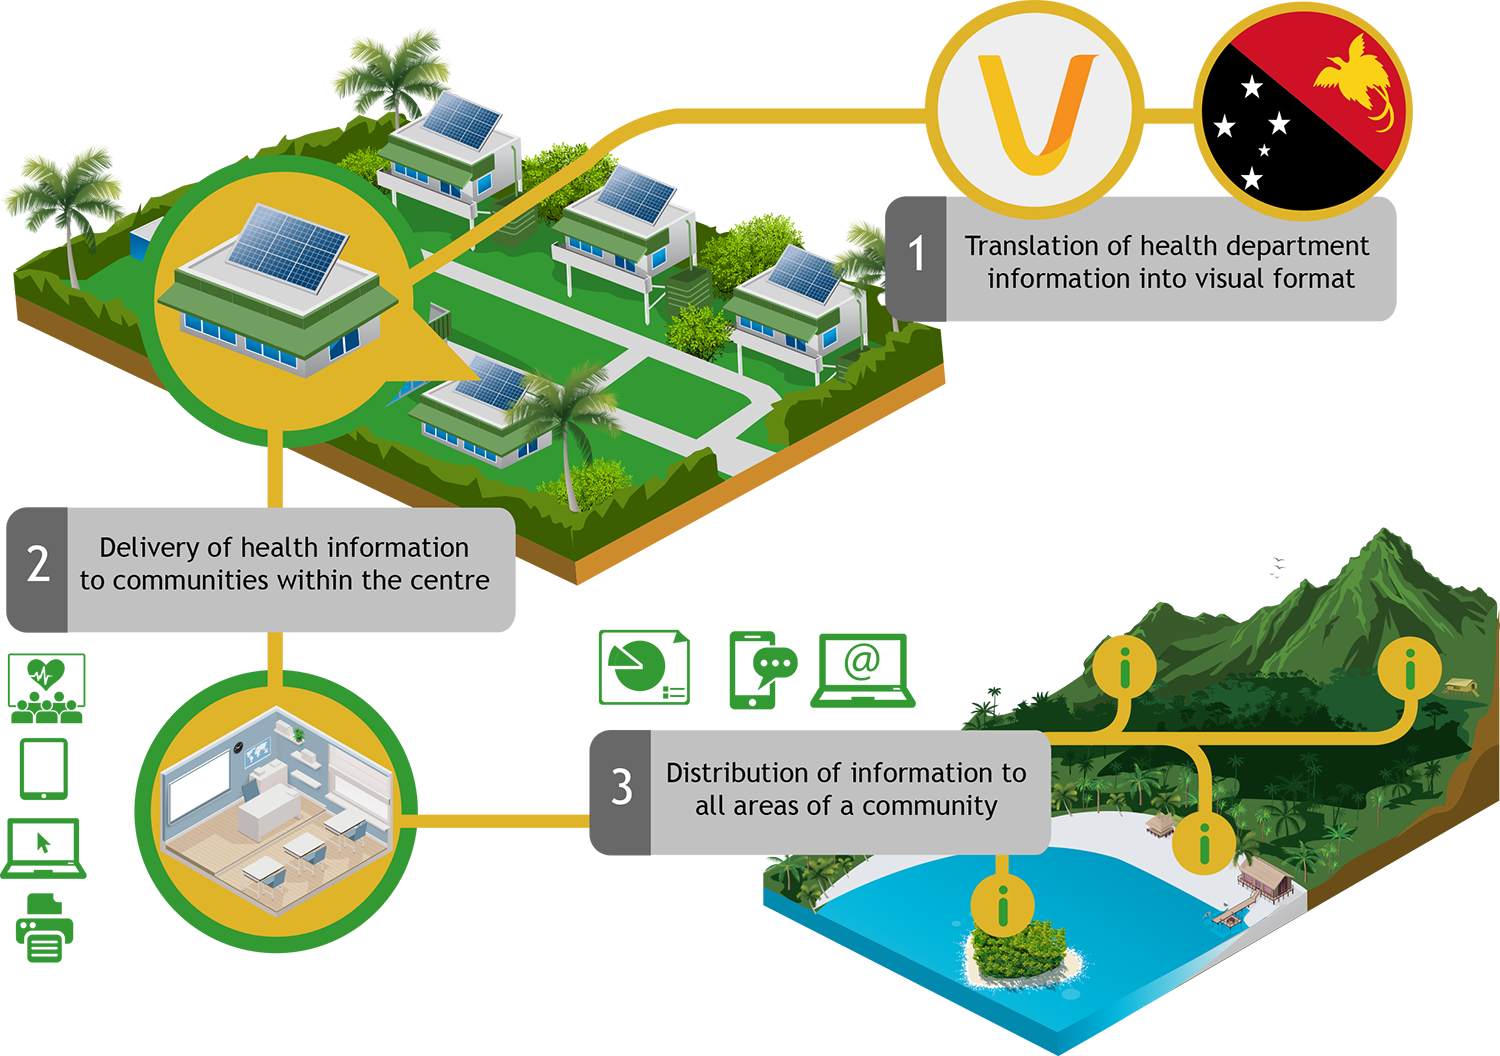 1
Translation of health department
information into visual format
2
Delivery of health information
to communities within the centre
@
3
Distribution of information to
all areas of a community
i
i
i
i